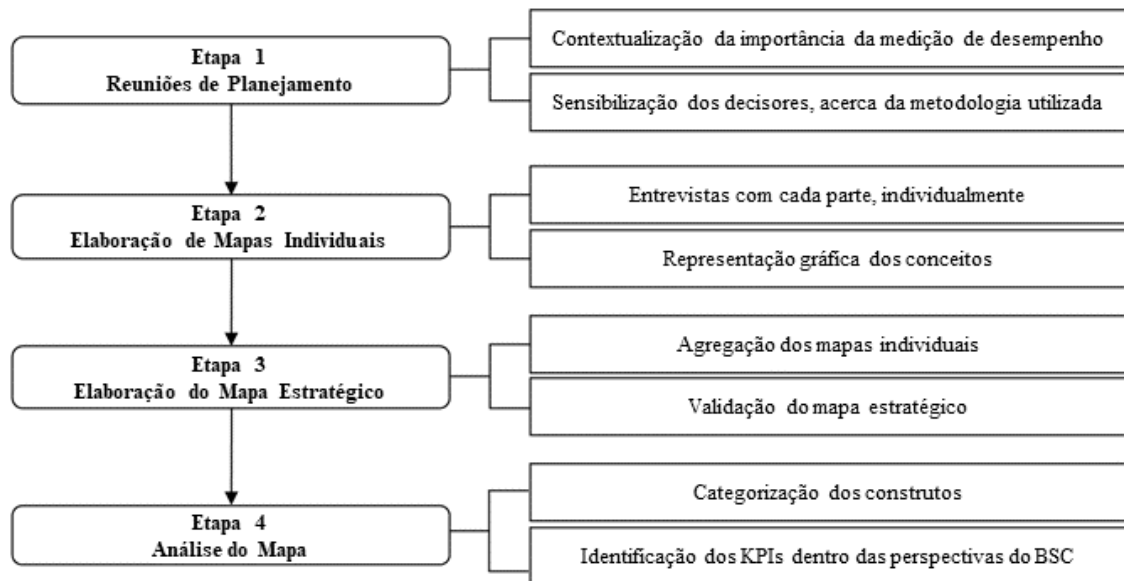 Etapa 1
Reuniões de Planejamento
Contextualização da importância da medição de desempenho
Sensibilização dos decisores, acerca da metodologia utilizada
Etapa 2
Elaboração de Mapas Individuais
Entrevistas com cada parte, individualmente
Representação gráfica dos conceitos
Etapa 3
Elaboração do Mapa Estratégico
Agregação dos mapas individuais
Validação do mapa estratégico
Etapa 4
Análise do Mapa
Categorização dos construtos
Identificação dos KPIs dentro das perspectivas do BSC